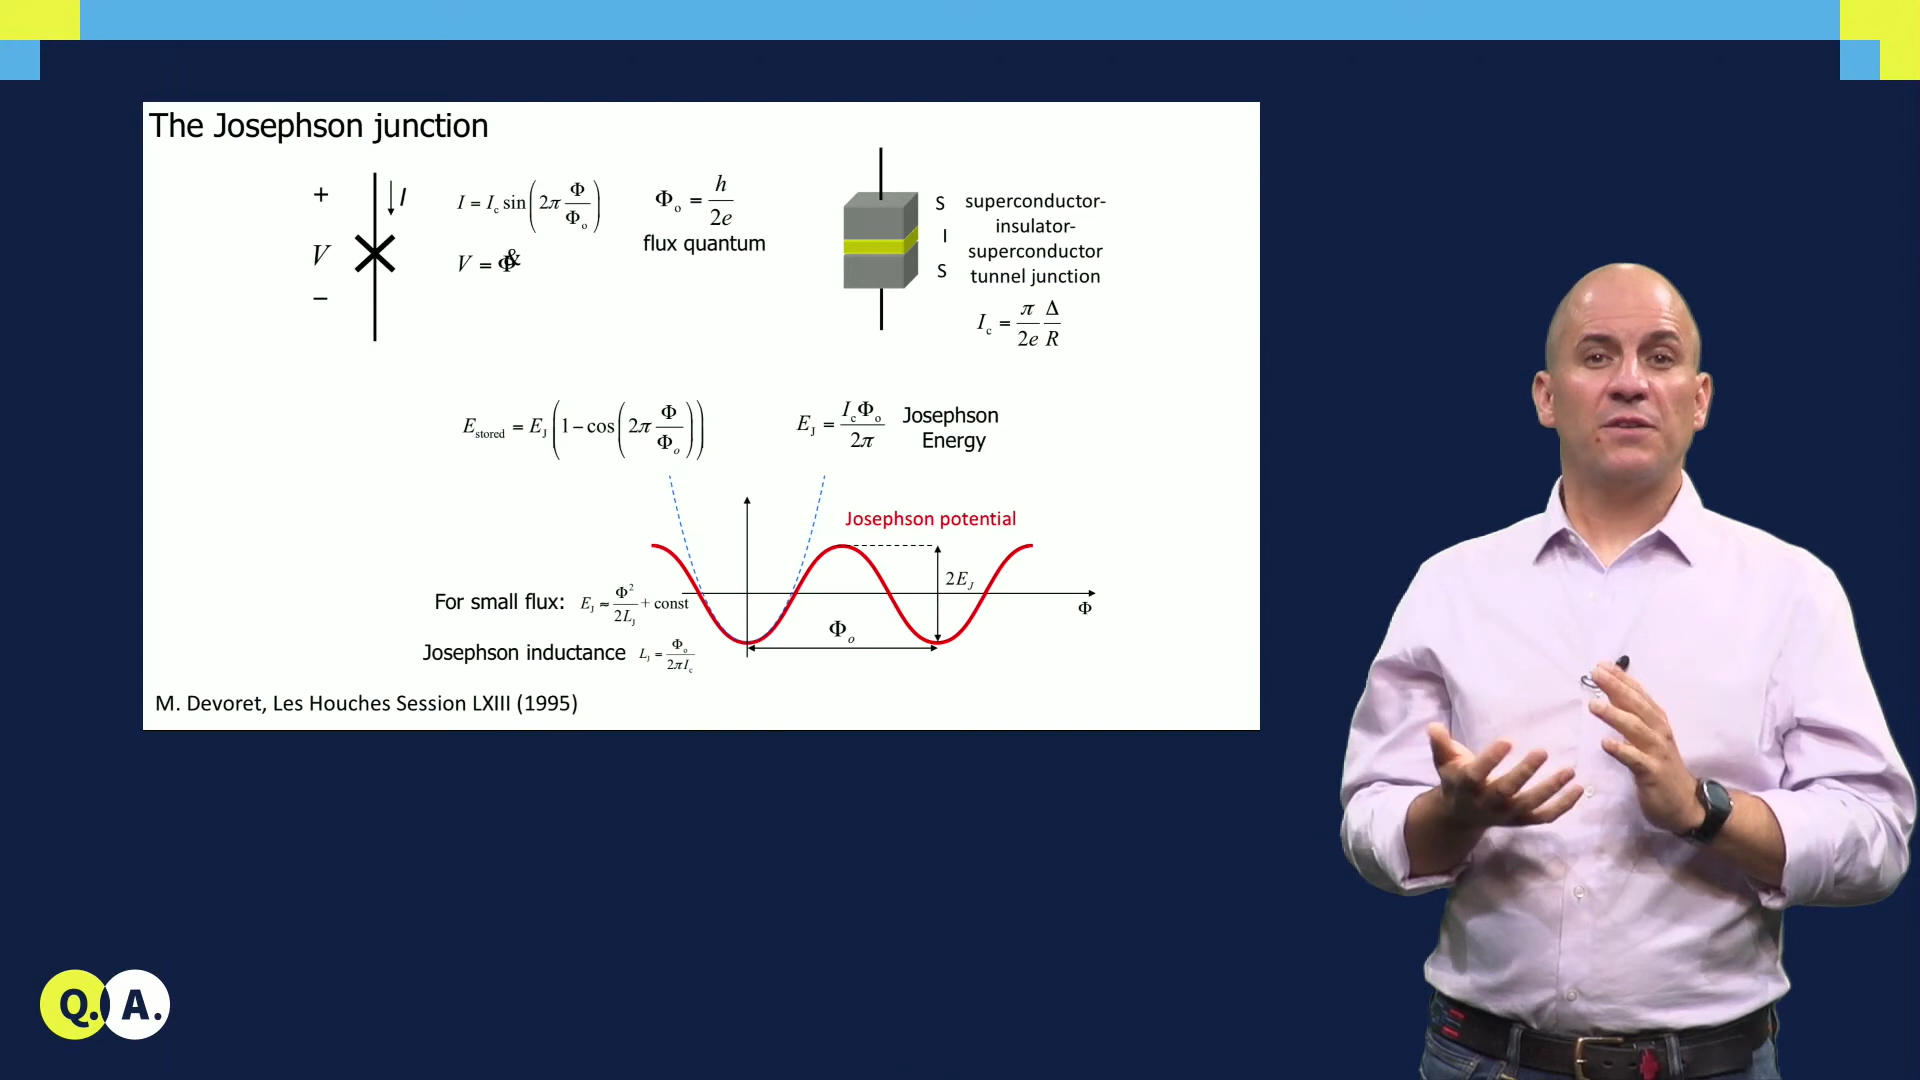 The Josephson junction
+
V
−
I
I = I_c sin(2π Φ/Φ_o)
V = Φ&
Φ_o = h/2e
flux quantum
S
I
S
superconductor-
insulator-
superconductor
tunnel junction
I_c = π/2e Δ/R
E_stored = E_J(1 − cos(2π Φ/Φ_o))
E_J = I_cΦ_o/2π
Josephson
Energy
Josephson potential
2E_J
Φ
Φ_o
For small flux: E_J ≈ Φ²/2L_J + const
Josephson inductance L_J = Φ_o/2πI_c
M. Devoret, Les Houches Session LXIII (1995)
Q. A.